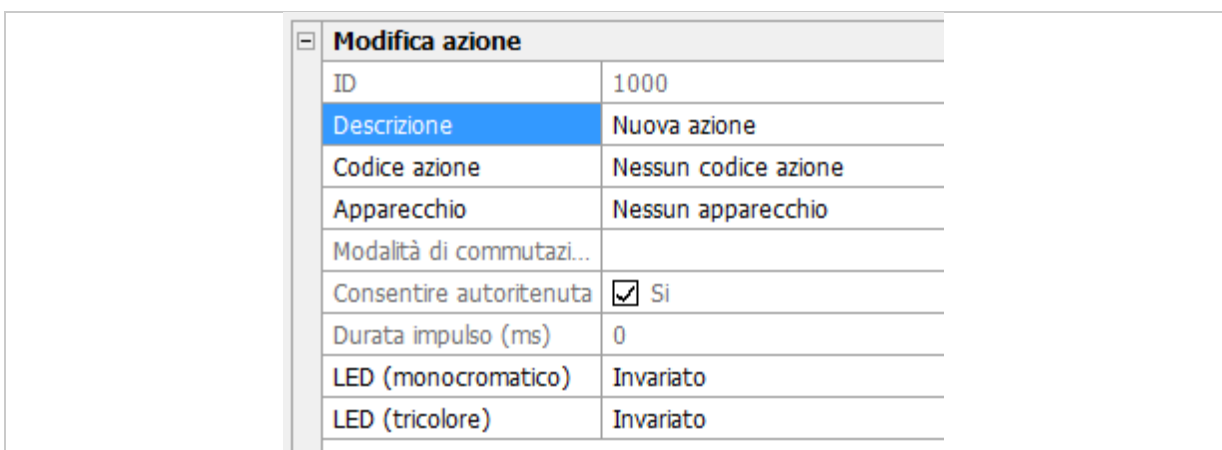 Modifica azione
ID 1000
Descrizione Nuova azione
Codice azione Nessun codice azione
Apparecchio Nessun apparecchio
Modalità di commutazi...
Consentire autoritenuta Si
Durata impulso (ms) 0
LED (monocromatico) Invariato
LED (tricolore) Invariato